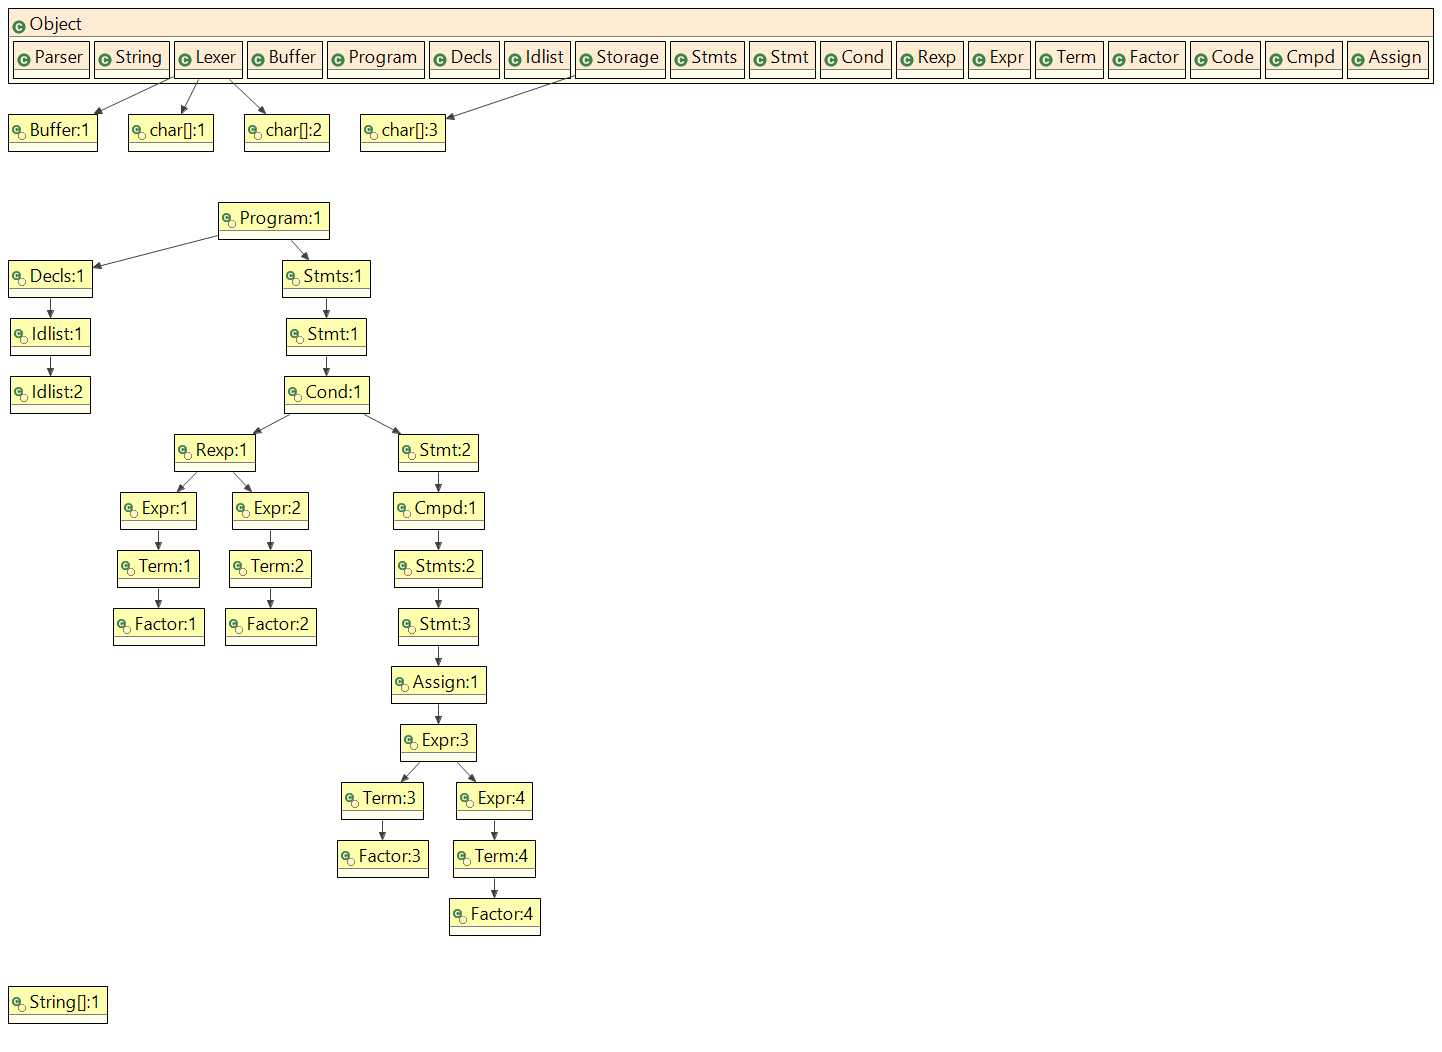 Object
Parser String Lexer Buffer Program Decls Idlist Storage Stmts Stmt Cond Rexp Expr Term Factor Code Cmpd Assign
Buffer:1 char[]:1 char[]:2 char[]:3
Program:1
Decls:1 Stmts:1
Idlist:1 Stmt:1
Idlist:2 Cond:1
Rexp:1 Stmt:2
Expr:1 Expr:2 Cmpd:1
Term:1 Term:2 Stmts:2
Factor:1 Factor:2 Stmt:3
Assign:1
Expr:3
Term:3 Expr:4
Factor:3 Term:4
Factor:4
String[]:1